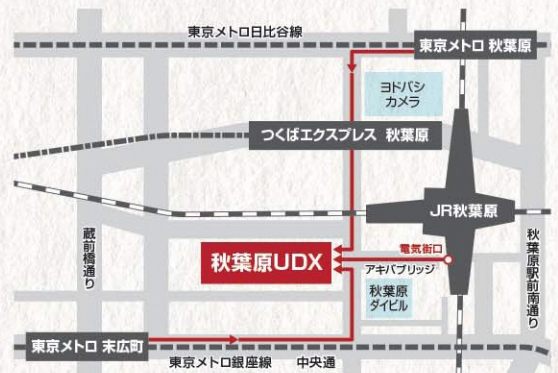 東京メトロ日比谷線
東京メトロ 秋葉原
ヨドバシ
カメラ
つくばエクスプレス 秋葉原
JR秋葉原
蔵前橋通り
秋葉原駅前南通り
電気街口
秋葉原UDX
アキバブリッジ
秋葉原
ダイビル
東京メトロ 末広町
東京メトロ銀座線 中央通